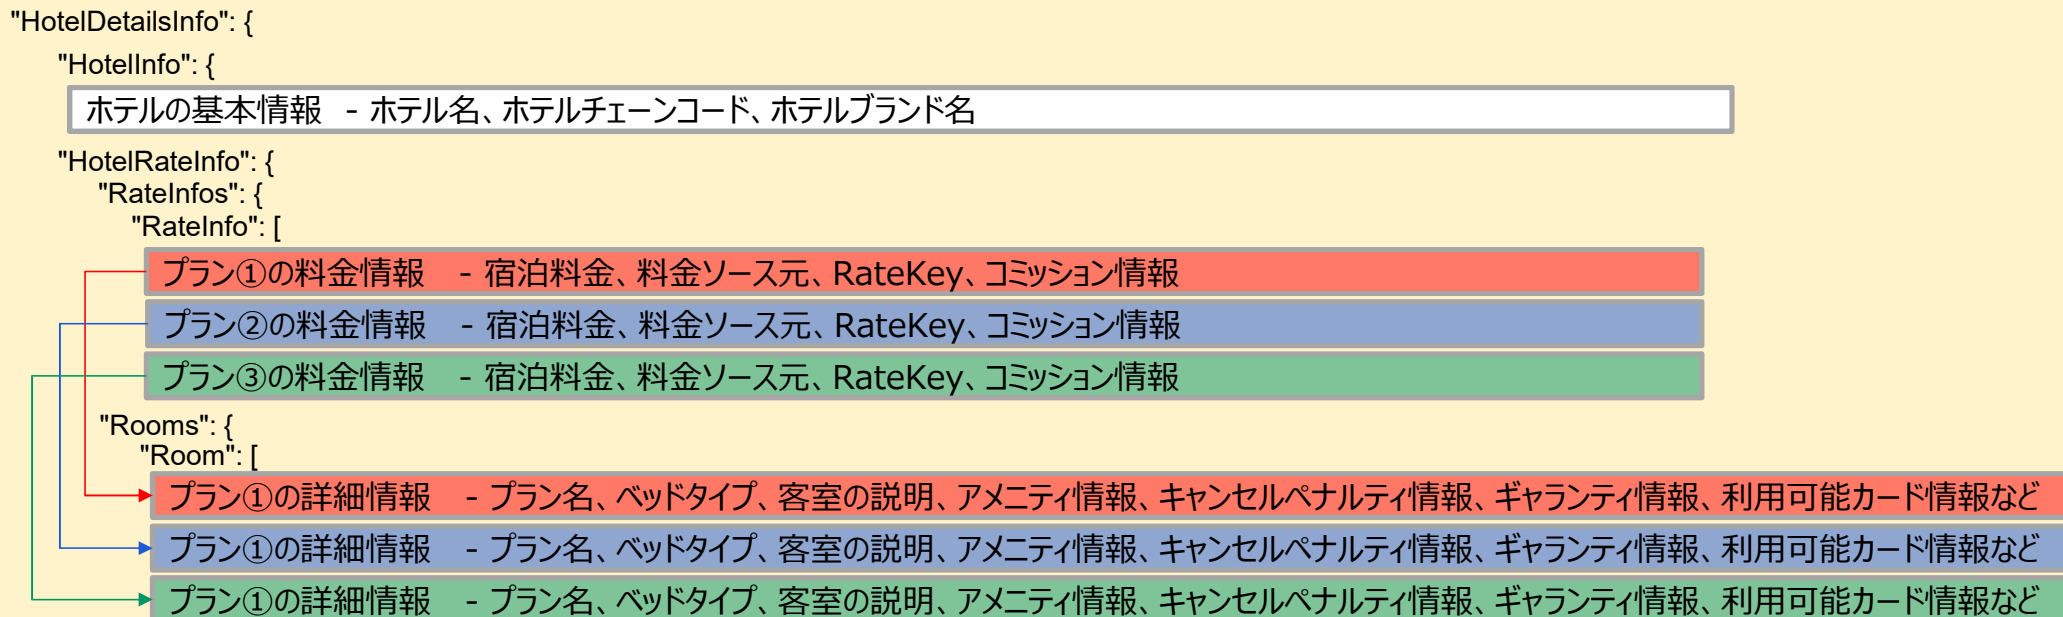 "HotelDetailsInfo": {
"HotelInfo": {
ホテルの基本情報 - ホテル名、ホテルチェーンコード、ホテルブランド名
"HotelRateInfo": {
"RateInfos": {
"RateInfo": [
プラン①の料金情報 - 宿泊料金、料金ソース元、RateKey、コミッション情報
プラン②の料金情報 - 宿泊料金、料金ソース元、RateKey、コミッション情報
プラン③の料金情報 - 宿泊料金、料金ソース元、RateKey、コミッション情報
"Rooms": {
"Room": [
プラン①の詳細情報 - プラン名、ベッドタイプ、客室の説明、アメニティ情報、キャンセルペナルティ情報、ギャランティ情報、利用可能カード情報など
プラン①の詳細情報 - プラン名、ベッドタイプ、客室の説明、アメニティ情報、キャンセルペナルティ情報、ギャランティ情報、利用可能カード情報など
プラン①の詳細情報 - プラン名、ベッドタイプ、客室の説明、アメニティ情報、キャンセルペナルティ情報、ギャランティ情報、利用可能カード情報など